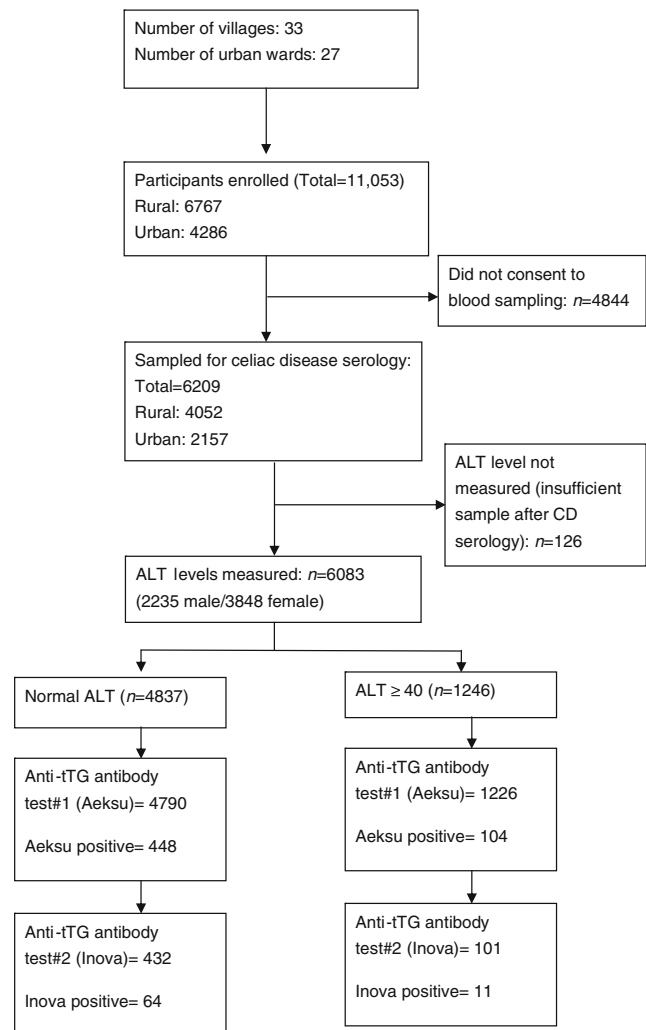 Number of villages: 33
Number of urban wards: 27
Participants enrolled (Total=11,053)
Rural: 6767
Urban: 4286
Did not consent to
blood sampling: n=4844
Sampled for celiac disease serology:
Total=6209
Rural: 4052
Urban: 2157
ALT level not
measured (insufficient
sample after CD
serology): n=126
ALT levels measured: n=6083
(2235 male/3848 female)
Normal ALT (n=4837)
Anti-tTG antibody
test#1 (Aeksu)= 4790
Aeksu positive= 448
Anti-tTG antibody
test#2 (Inova)= 432
Inova positive= 64
ALT ≥ 40 (n=1246)
Anti-tTG antibody
test#1 (Aeksu)= 1226
Aeksu positive= 104
Anti-tTG antibody
test#2 (Inova)= 101
Inova positive= 11